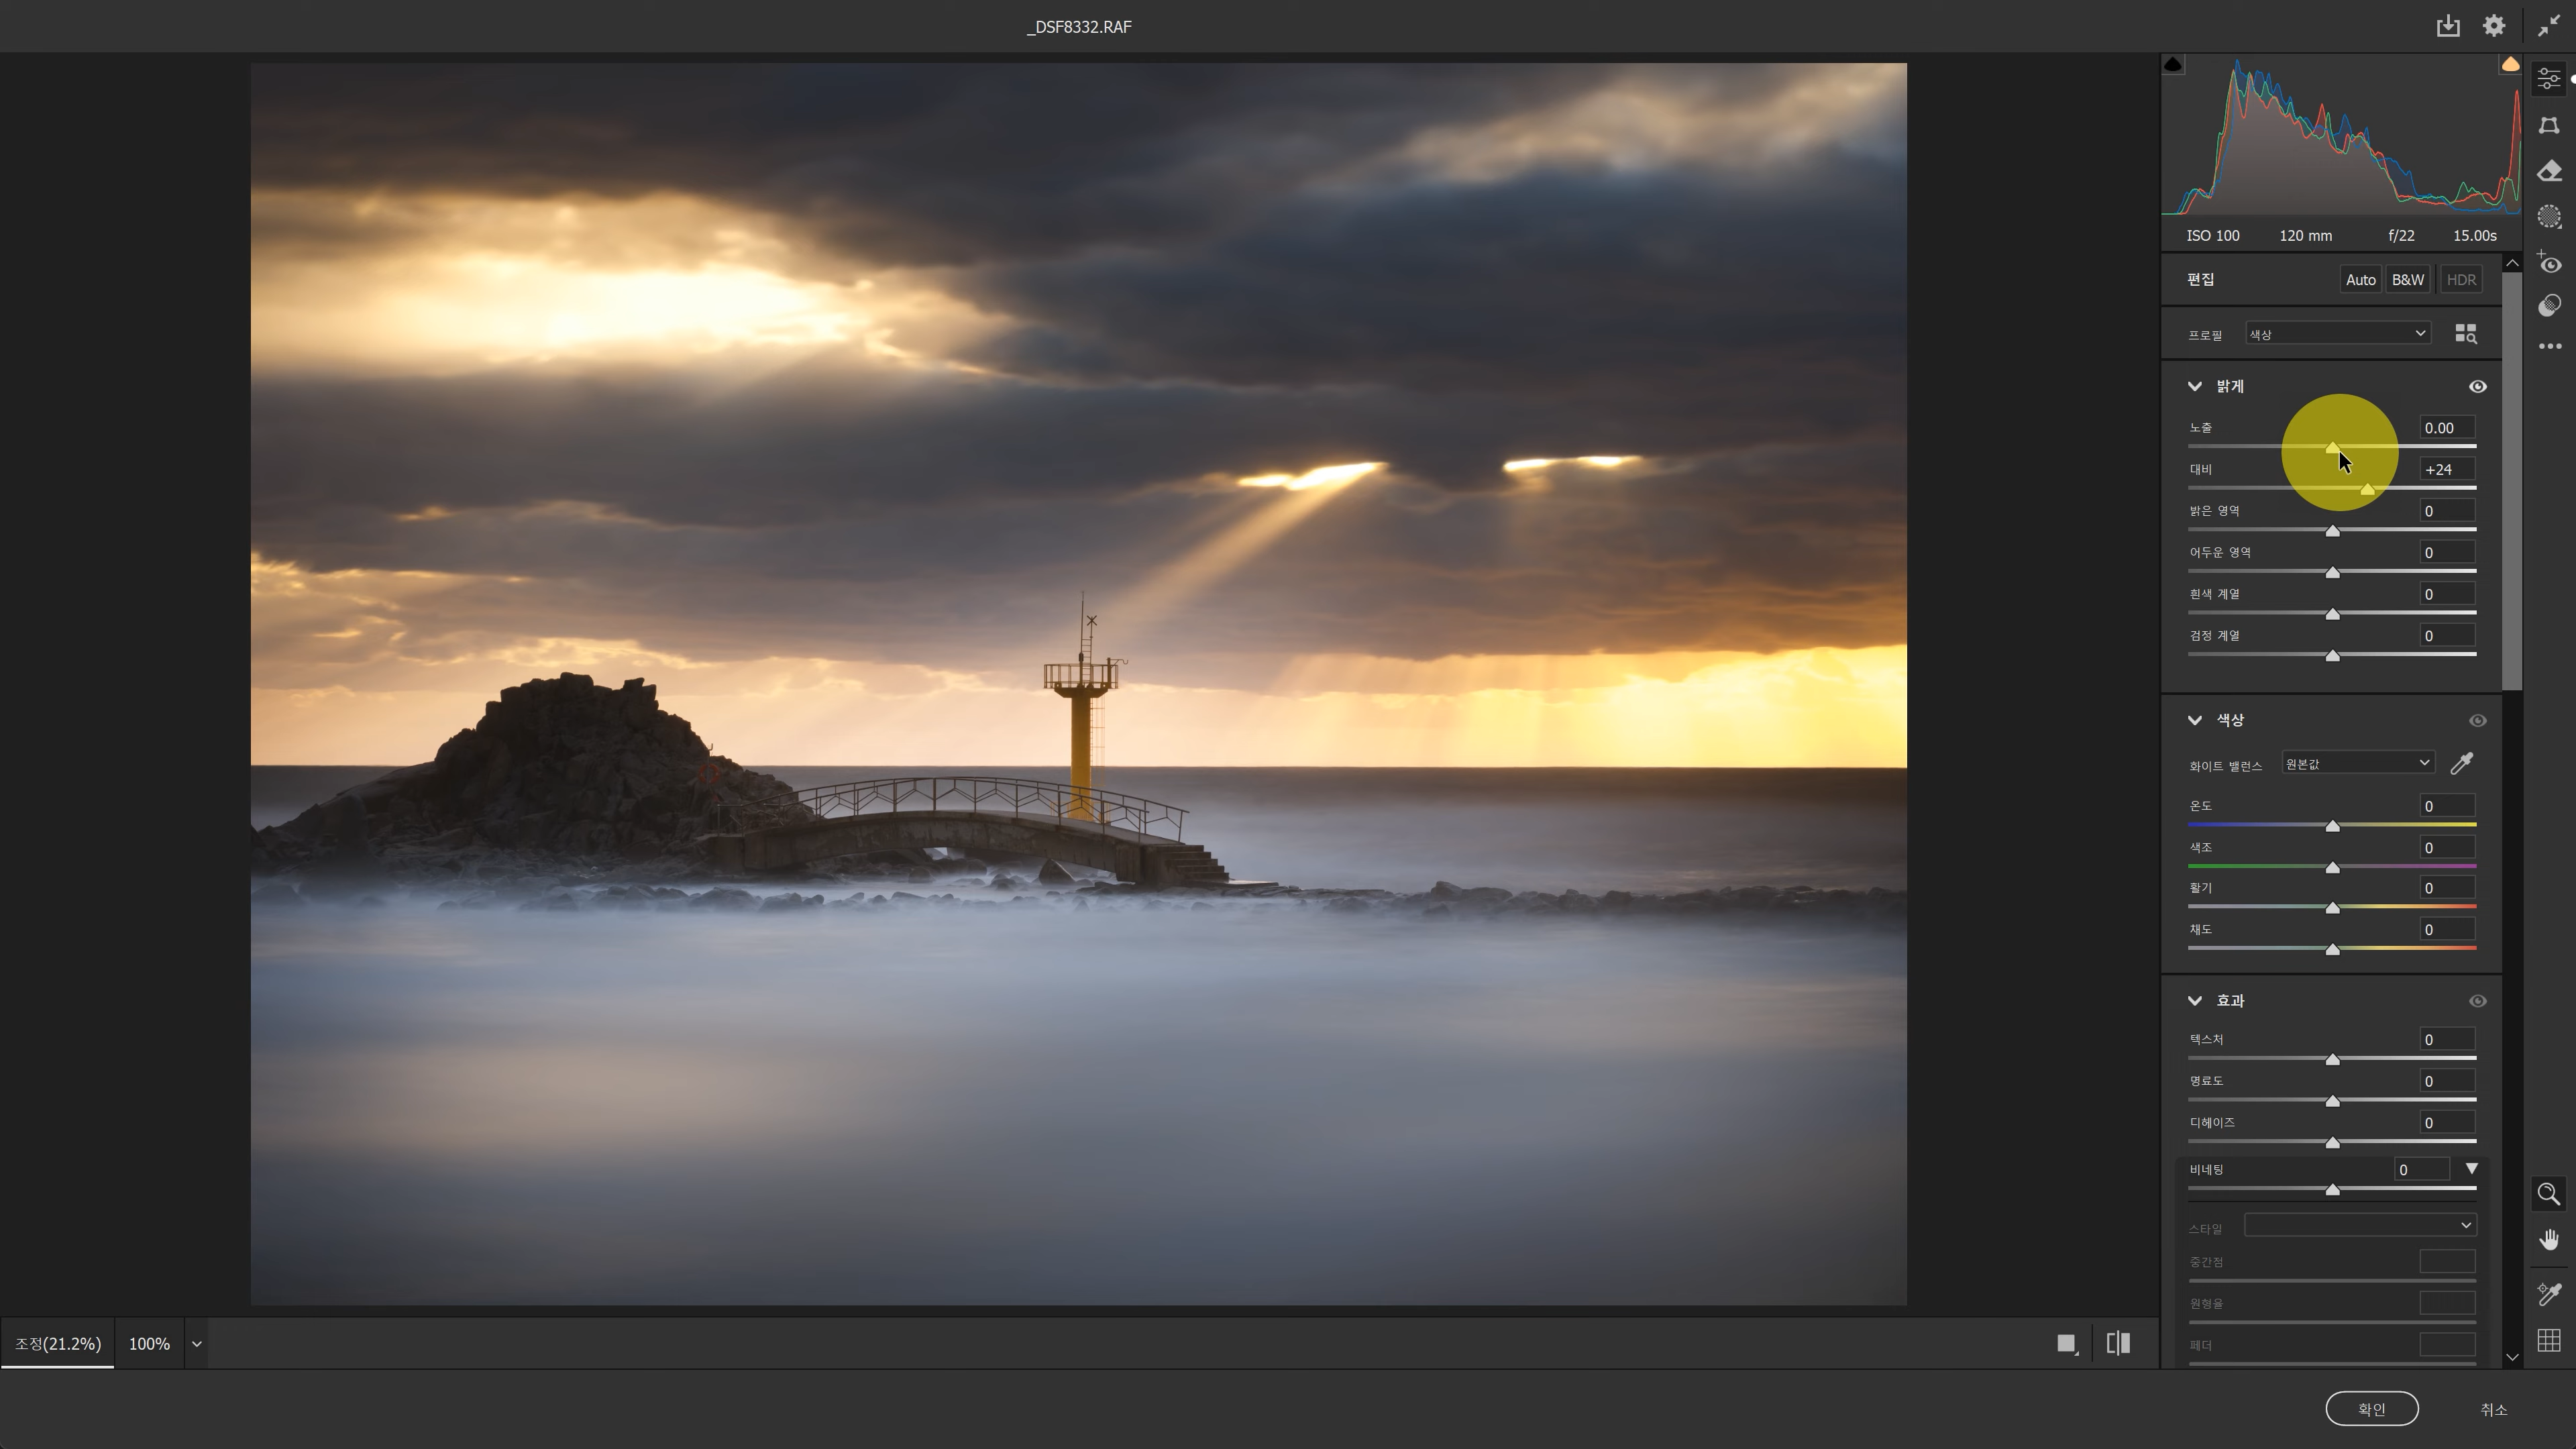 _DSF8332.RAF
ISO 100 120 mm f/22 15.00s
편집 Auto B&W HDR
프로필 색상
밝게
노출 0.00
대비 +24
밝은 영역 0
어두운 영역 0
흰색 계열 0
검정 계열 0
색상
화이트 밸런스 원본값
온도 0
색조 0
활기 0
채도 0
효과
텍스처 0
명료도 0
디헤이즈 0
비네팅 0
스타일
중간점
원형율
페더
조정(21.2%) 100%
확인 취소